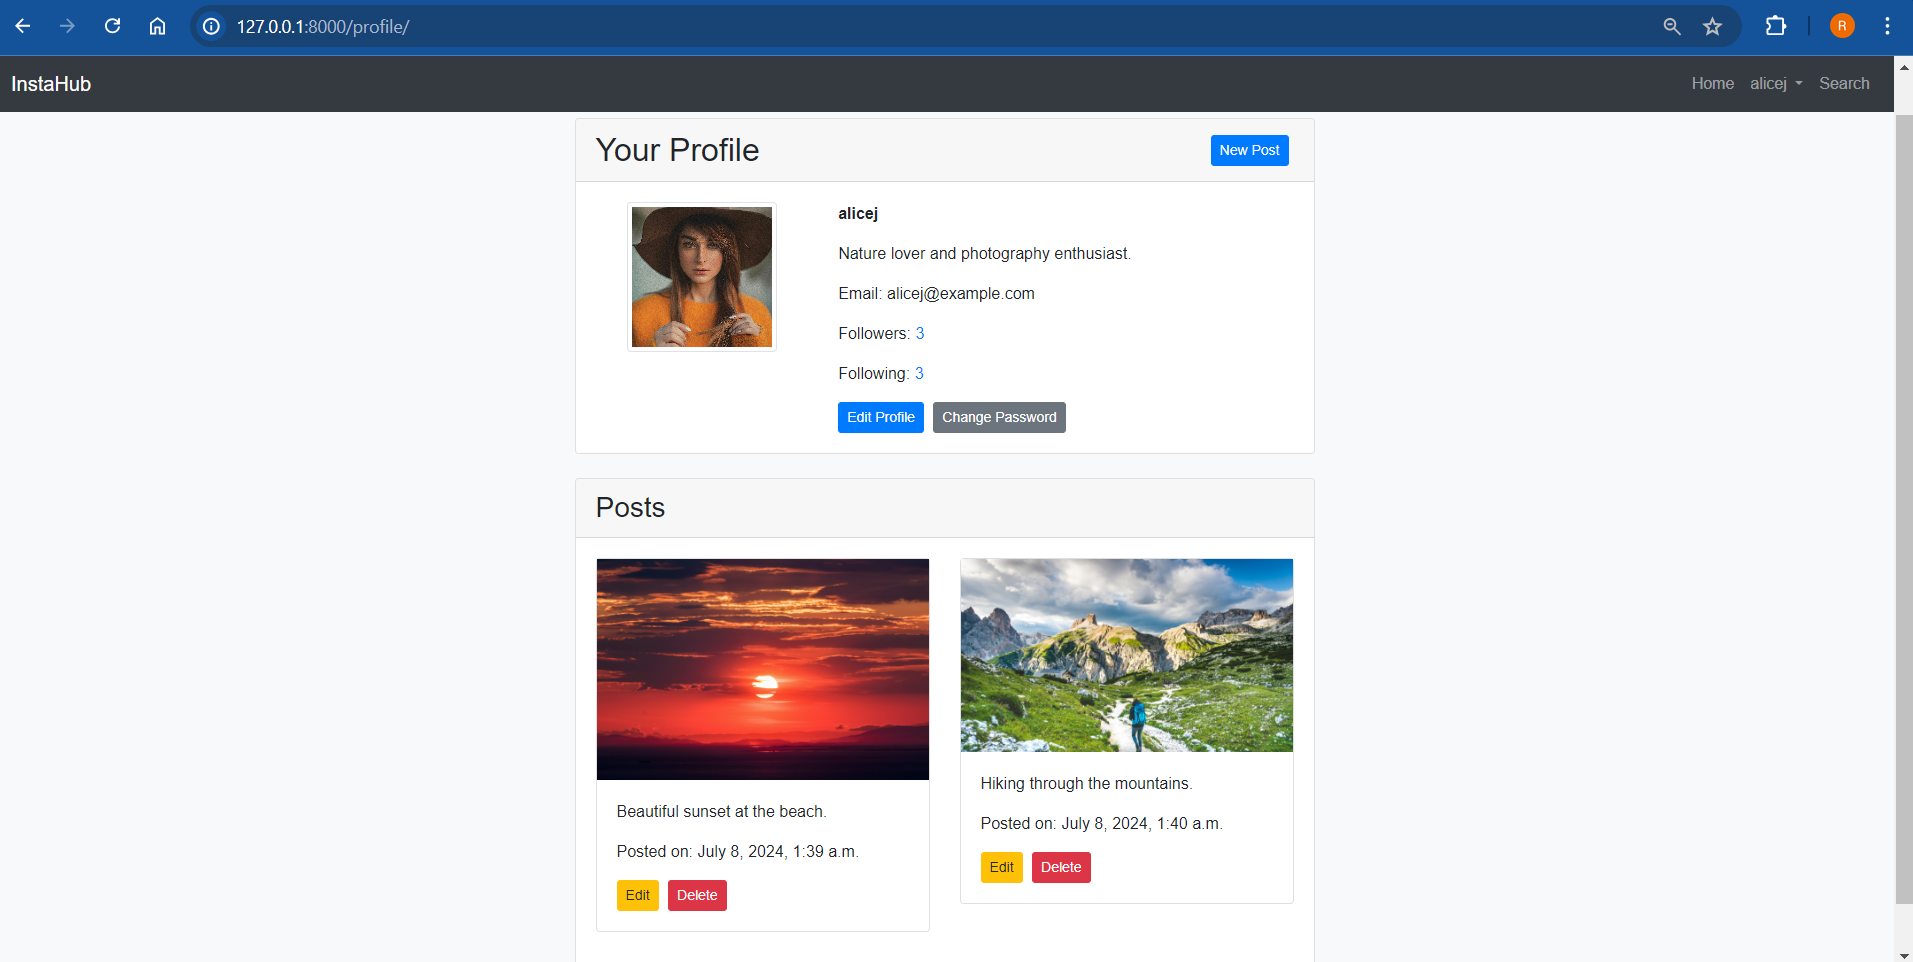 127.0.0.1:8000/profile/
R
InstaHub
Home alicej Search
Your Profile
New Post
alicej
Nature lover and photography enthusiast.
Email: alicej@example.com
Followers: 3
Following: 3
Edit Profile Change Password
Posts
Beautiful sunset at the beach.
Posted on: July 8, 2024, 1:39 a.m.
Edit Delete
Hiking through the mountains.
Posted on: July 8, 2024, 1:40 a.m.
Edit Delete